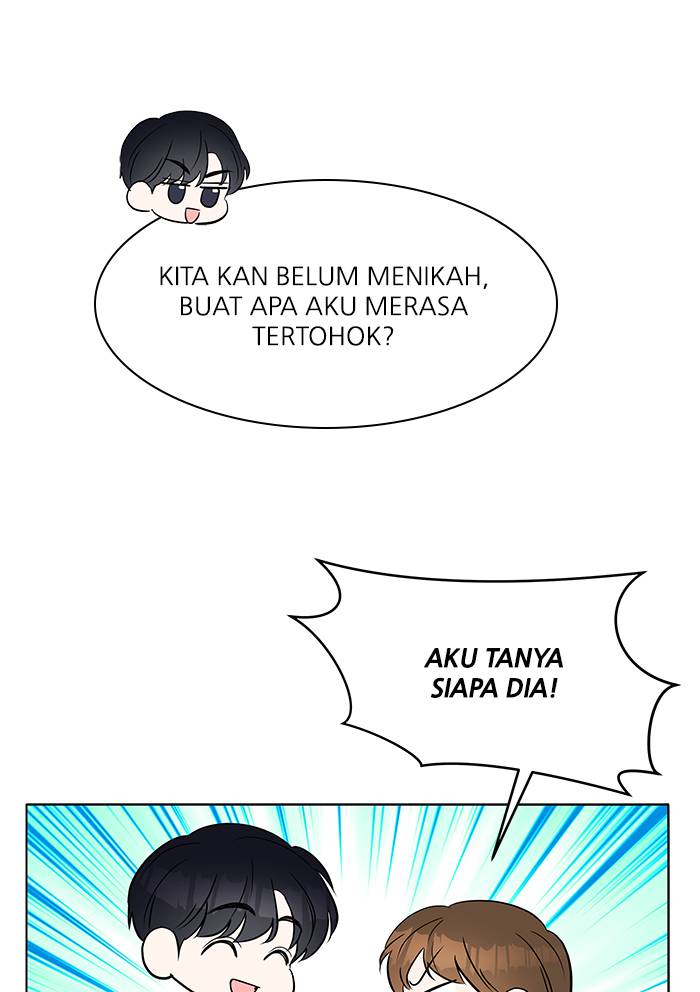 KITA KAN BELUM MENIKAH,
BUAT APA AKU MERASA
TERTOHOK?
AKU TANYA
SIAPA DIA!